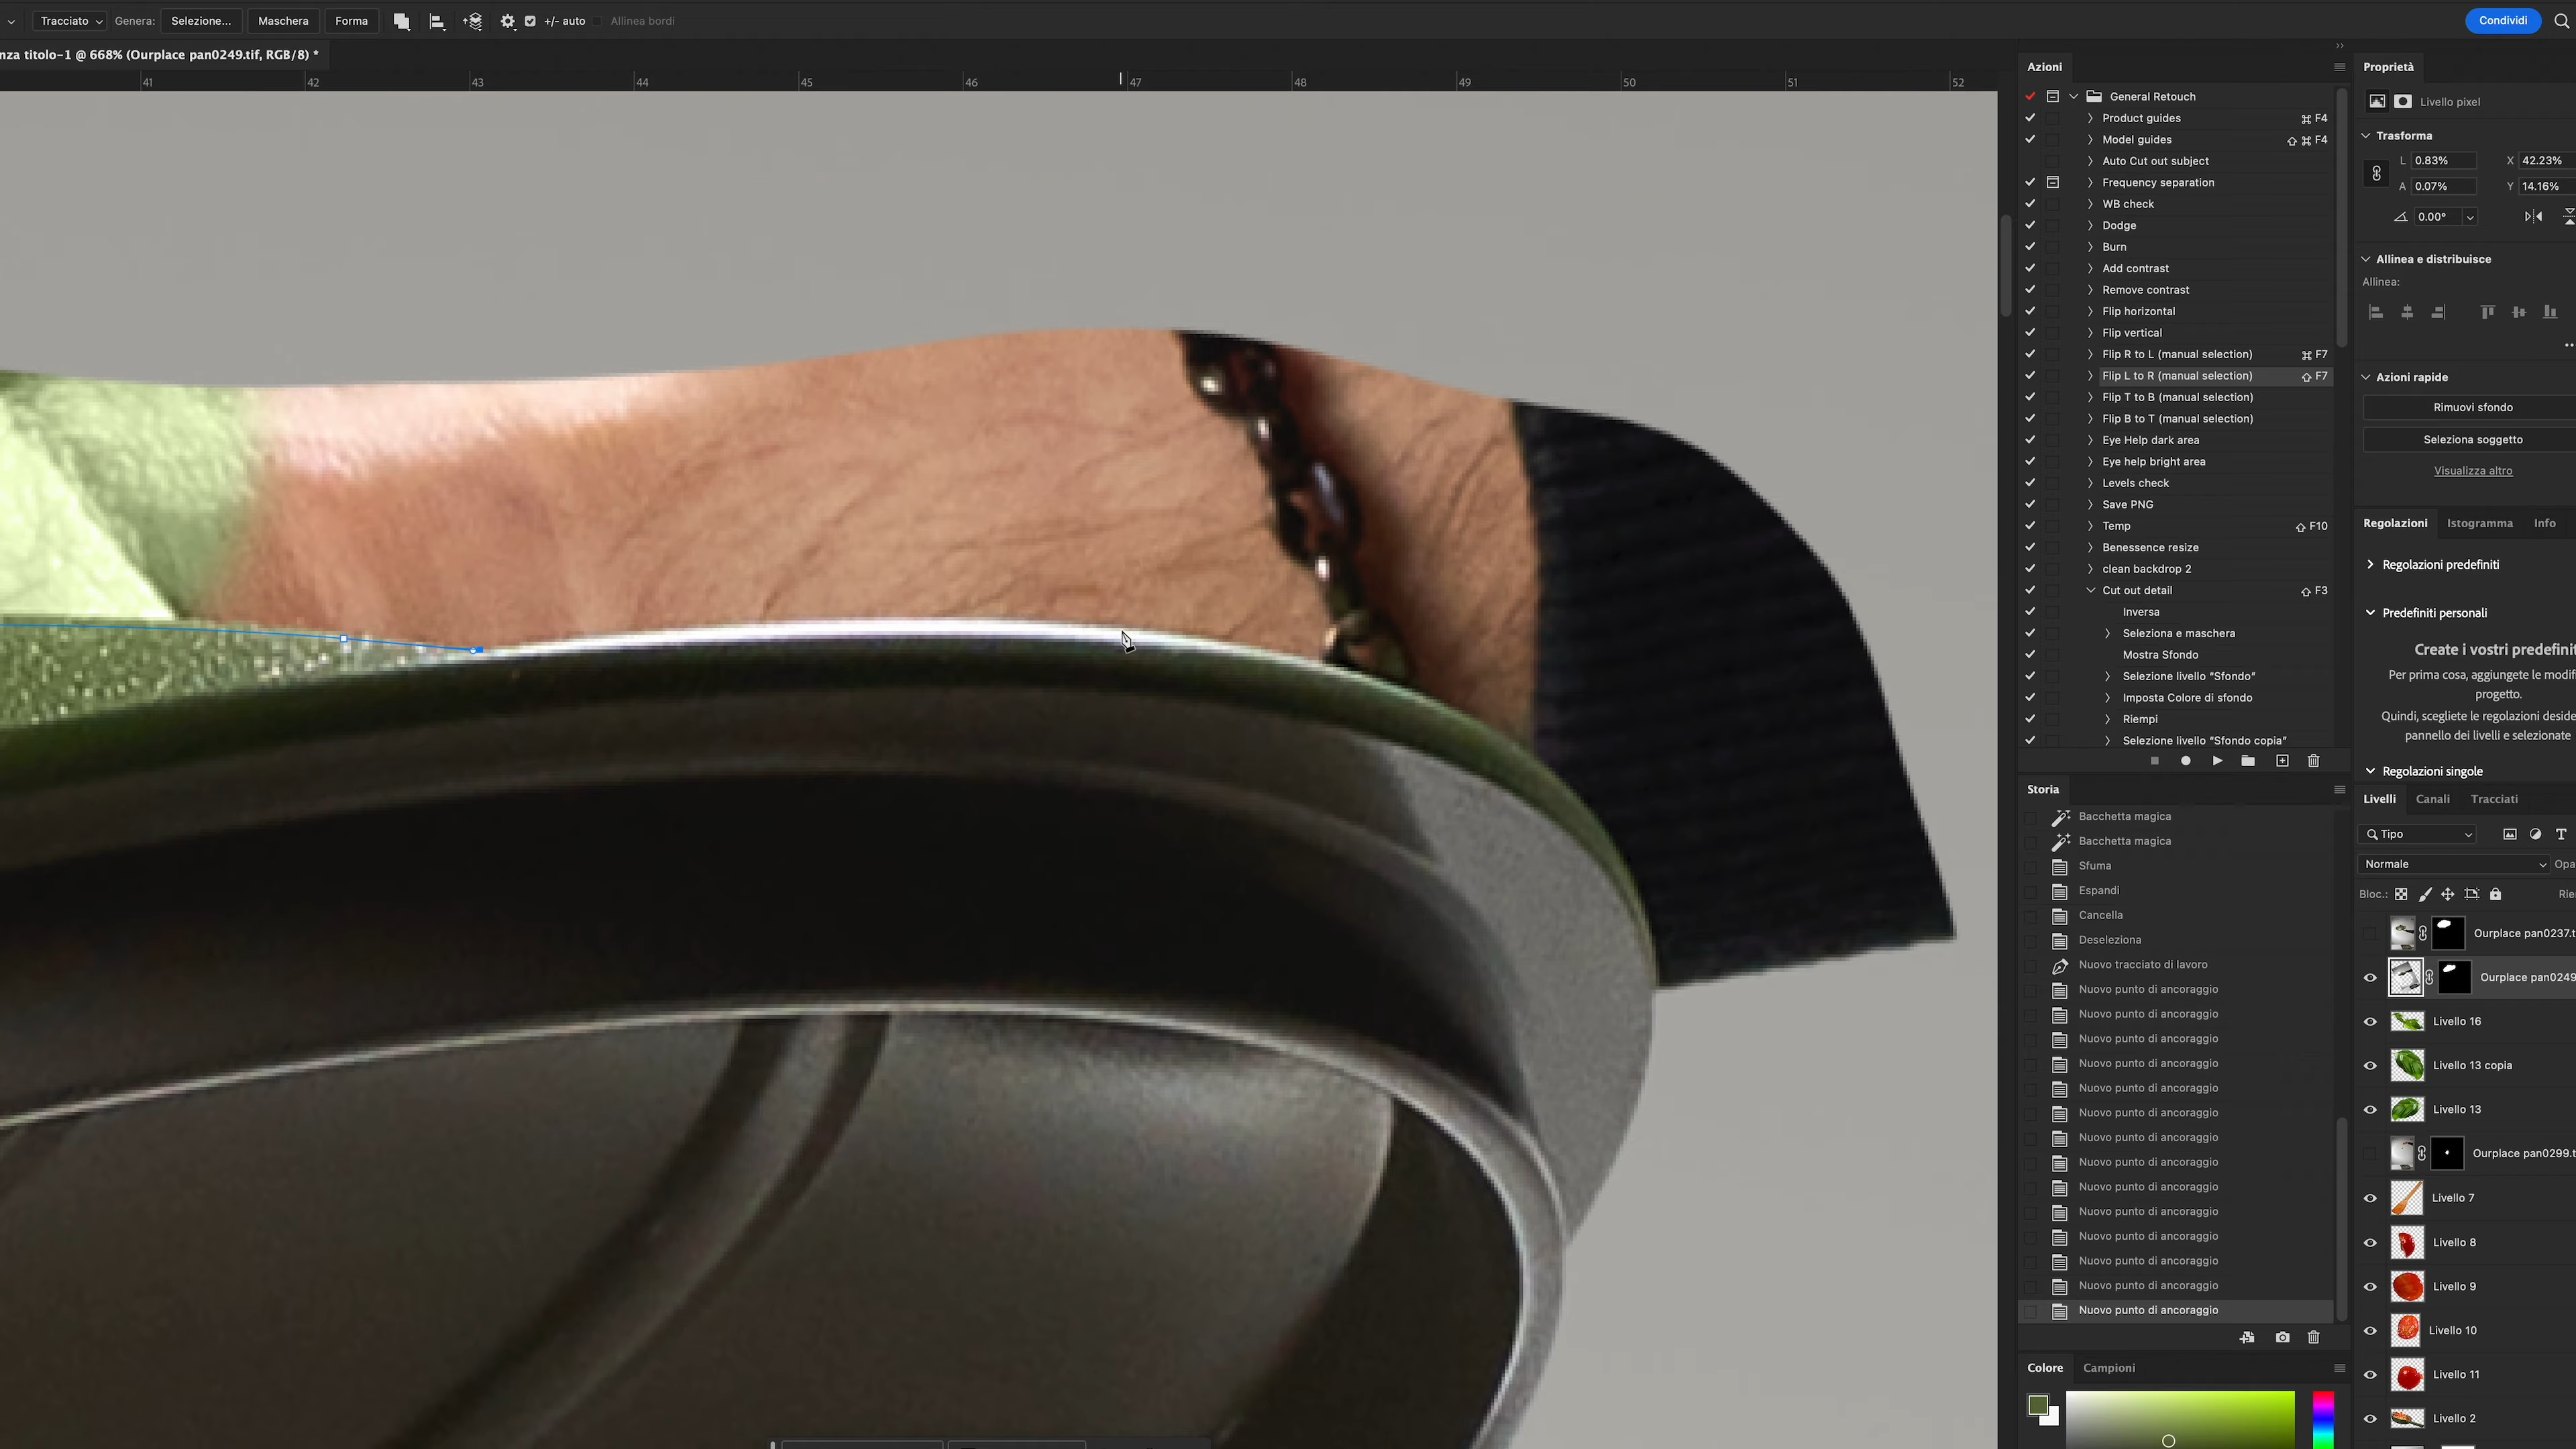 Tracciato
Genera:
Selezione...
Maschera
Forma
+/- auto
Allinea bordi
Condividi
nza titolo-1 @ 668% (Ourplace pan0249.tif, RGB/8) *
41 42 43 44 45 46 47 48 49 50 51 52
Azioni
General Retouch
Product guides ⌘ F4
Model guides ⇧ ⌘ F4
Auto Cut out subject
Frequency separation
WB check
Dodge
Burn
Add contrast
Remove contrast
Flip horizontal
Flip vertical
Flip R to L (manual selection) ⌘ F7
Flip L to R (manual selection) ⇧ F7
Flip T to B (manual selection)
Flip B to T (manual selection)
Eye Help dark area
Eye help bright area
Levels check
Save PNG
Temp ⇧ F10
Benessence resize
clean backdrop 2
Cut out detail ⇧ F3
Inversa
Seleziona e maschera
Mostra Sfondo
Selezione livello "Sfondo"
Imposta Colore di sfondo
Riempi
Selezione livello "Sfondo copia"
Storia
Bacchetta magica
Bacchetta magica
Sfuma
Espandi
Cancella
Deseleziona
Nuovo tracciato di lavoro
Nuovo punto di ancoraggio
Nuovo punto di ancoraggio
Nuovo punto di ancoraggio
Nuovo punto di ancoraggio
Nuovo punto di ancoraggio
Nuovo punto di ancoraggio
Nuovo punto di ancoraggio
Nuovo punto di ancoraggio
Nuovo punto di ancoraggio
Nuovo punto di ancoraggio
Nuovo punto di ancoraggio
Nuovo punto di ancoraggio
Nuovo punto di ancoraggio
Nuovo punto di ancoraggio
Colore
Campioni
Proprietà
Livello pixel
Trasforma
L 0.83% X 42.23%
A 0.07% Y 14.16%
0.00°
Allinea e distribuisce
Allinea:
Azioni rapide
Rimuovi sfondo
Seleziona soggetto
Visualizza altro
Regolazioni
Istogramma
Info
Regolazioni predefiniti
Predefiniti personali
Create i vostri predefinit
Per prima cosa, aggiungete le modif
progetto.
Quindi, scegliete le regolazioni deside
pannello dei livelli e selezionate
Regolazioni singole
Livelli
Canali
Tracciati
Tipo
Normale
Opa
Bloc.:
Rie
Ourplace pan0237.t
Ourplace pan0249
Livello 16
Livello 13 copia
Livello 13
Ourplace pan0299.t
Livello 7
Livello 8
Livello 9
Livello 10
Livello 11
Livello 2